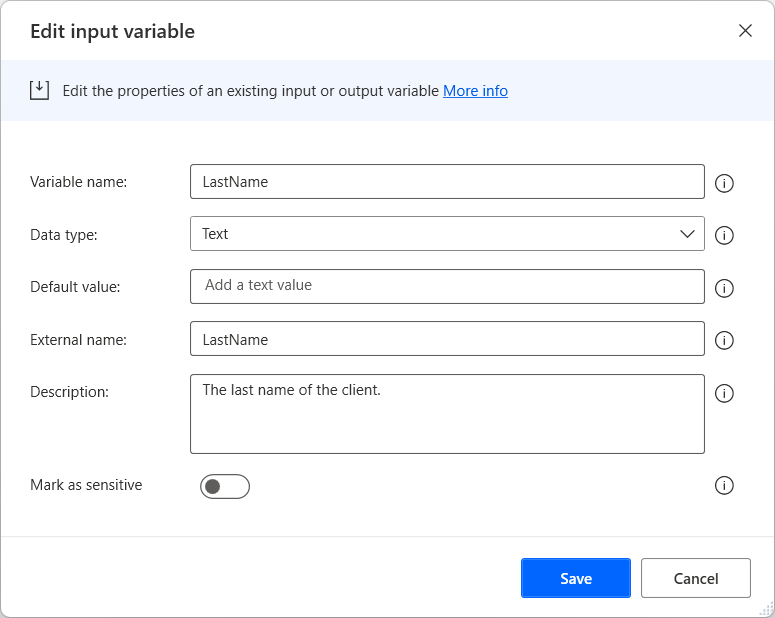 Edit input variable
Edit the properties of an existing input or output variable More info
Variable name: LastName
Data type: Text
Default value: Add a text value
External name: LastName
Description: The last name of the client.
Mark as sensitive
Save Cancel